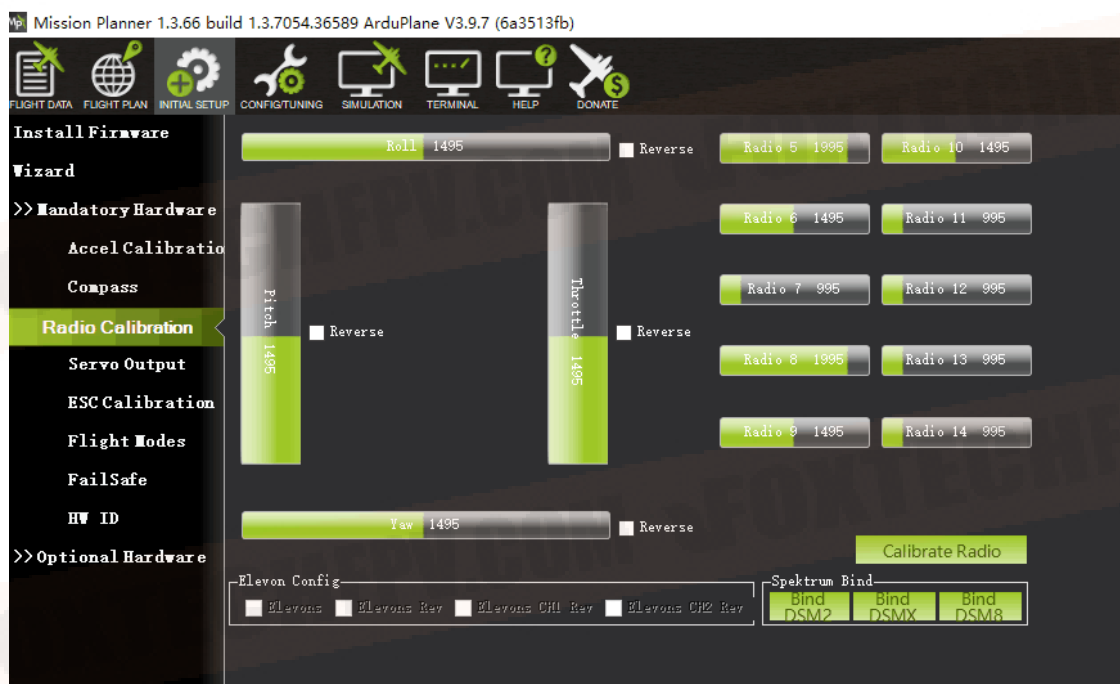 Mission Planner 1.3.66 build 1.3.7054.36589 ArduPlane V3.9.7 (6a3513fb)
FLIGHT DATA FLIGHT PLAN INITIAL SETUP CONFIG/TUNING SIMULATION TERMINAL HELP DONATE
Install Firmware
Wizard
>> Mandatory Hardware
Accel Calibratio
Compass
Radio Calibration
Servo Output
ESC Calibration
Flight Modes
FailSafe
HW ID
>> Optional Hardware
Roll 1495
Reverse
Pitch 1495
Reverse
Throttle 1495
Reverse
Yaw 1495
Reverse
Radio 5 1995
Radio 10 1495
Radio 6 1495
Radio 11 995
Radio 7 995
Radio 12 995
Radio 8 1995
Radio 13 995
Radio 9 1495
Radio 14 995
Calibrate Radio
Elevon Config
Elevons Elevons Rev Elevons CH1 Rev Elevons CH2 Rev
Spektrum Bind
Bind DSM2
Bind DSMX
Bind DSM8